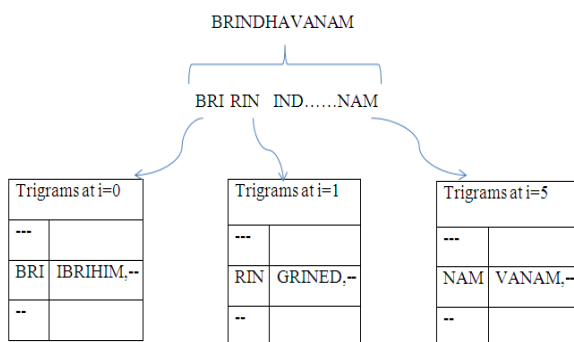 BRINDHAVANAM
BRI RIN IND......NAM
Trigrams at i=0
---
BRI IBRIHIM,--
--
Trigrams at i=1
---
RIN GRINED,--
--
Trigrams at i=5
---
NAM VANAM,--
--